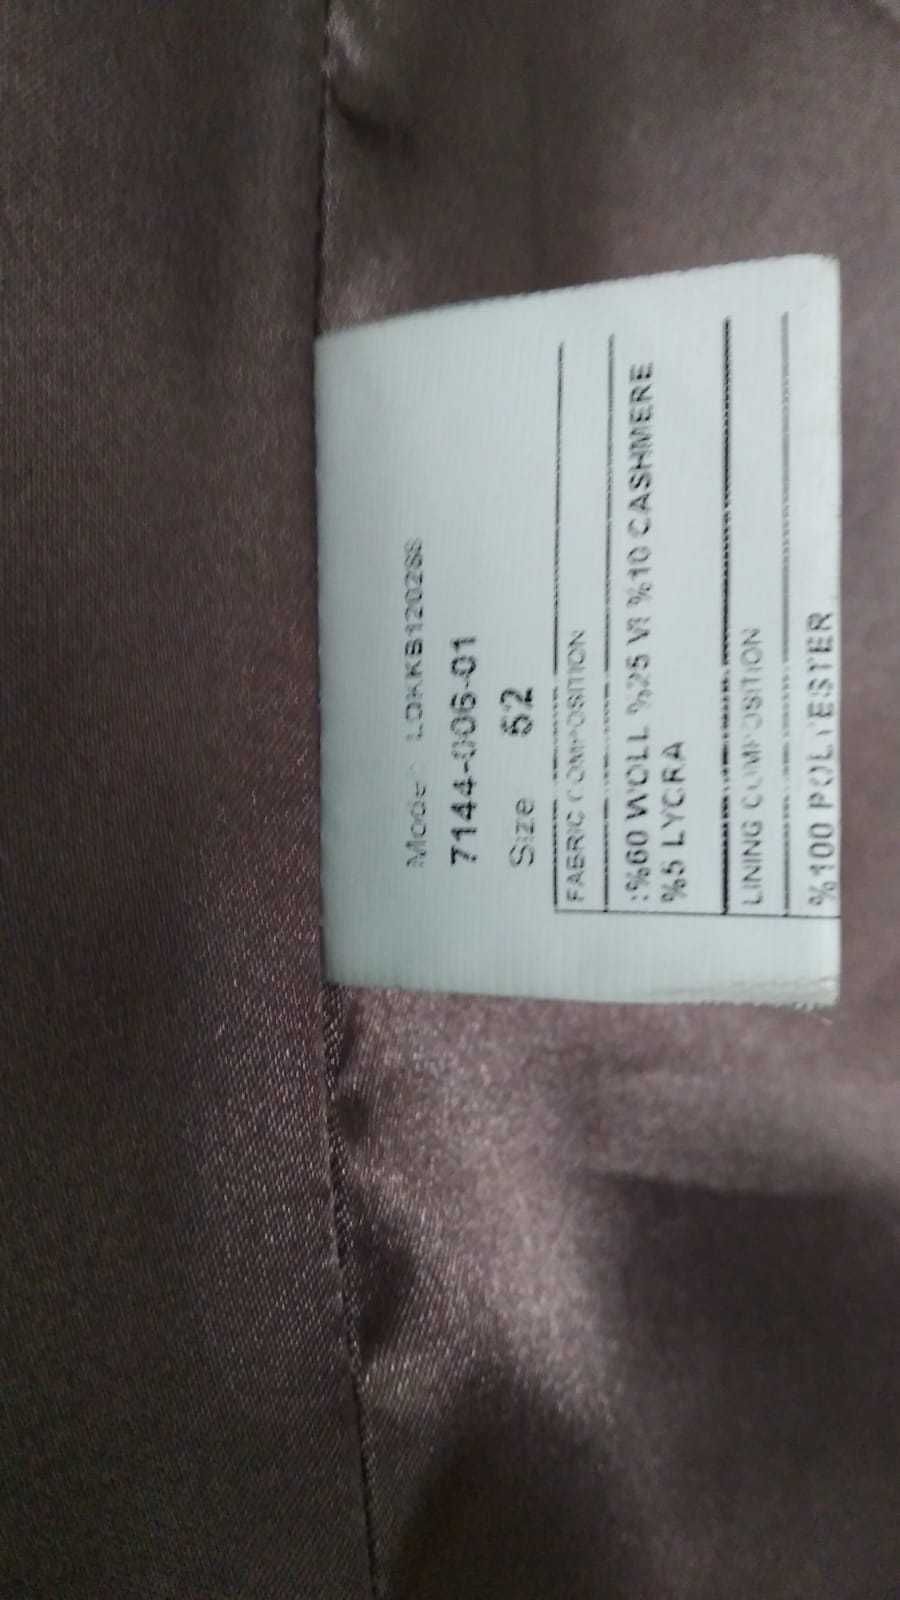 Model LDKKB120268
7144-006-01
Size 52
FABRIC COMPOSITION
:%60 WOLL %25 VI %10 CASHMERE
%5 LYCRA
LINING COMPOSITION
%100 POLYESTER